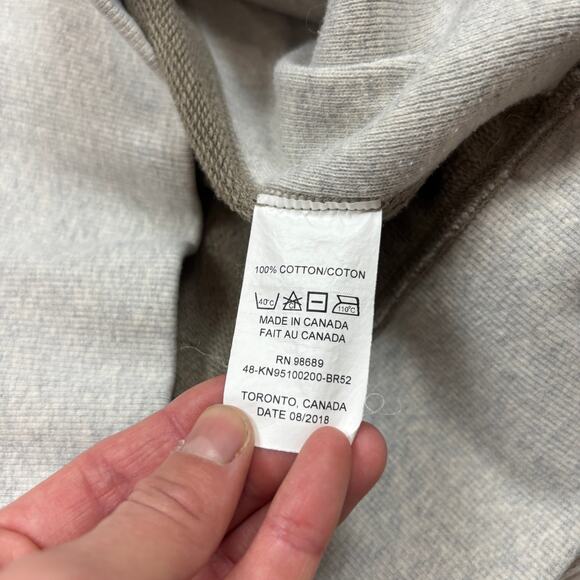 100% COTTON/COTON
40°C CL 110°C
MADE IN CANADA
FAIT AU CANADA
RN 98689
48-KN95100200-BR52
TORONTO, CANADA
DATE 08/2018